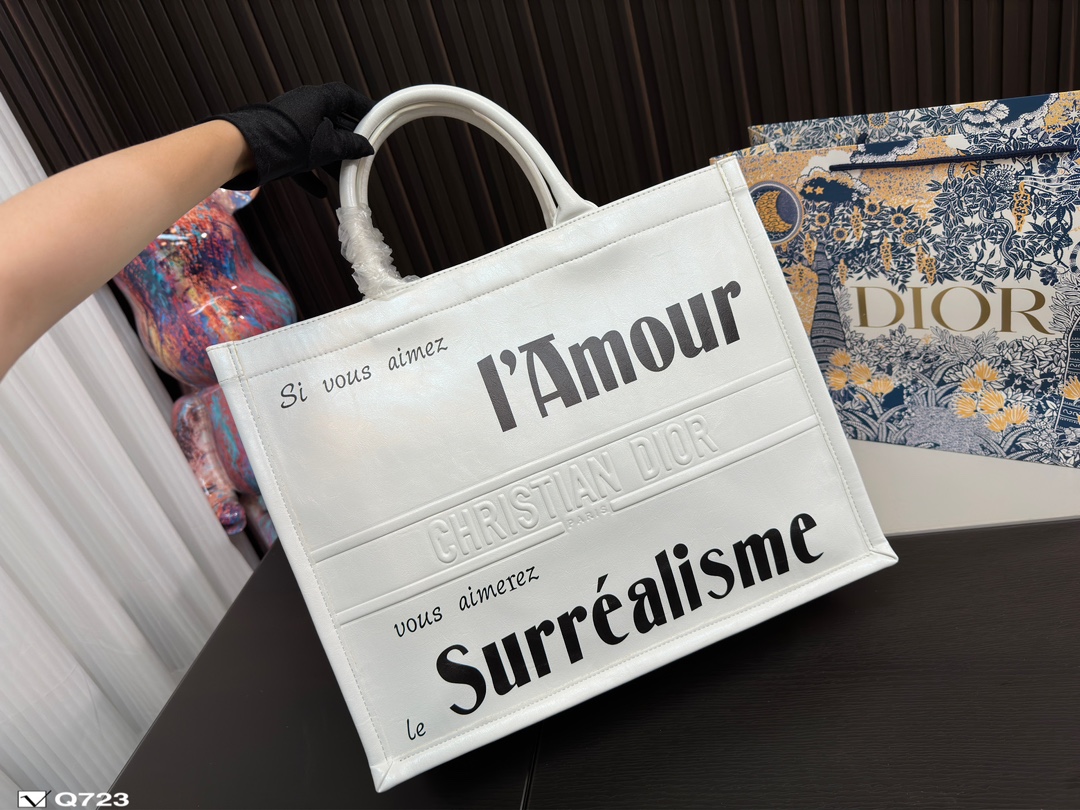 Si vous aimez
l'Amour
CHRISTIAN DIOR
PARIS
vous aimerez
le Surréalisme
DIOR
Q723